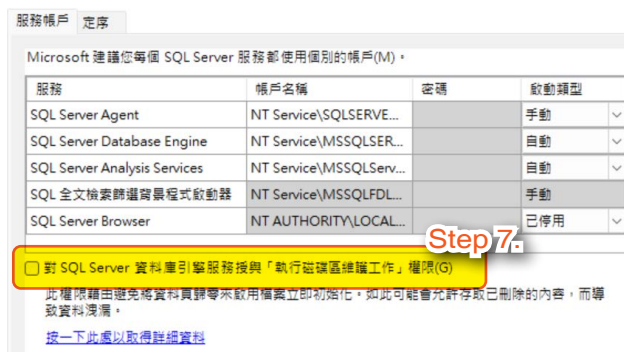 服務帳戶 定序
Microsoft 建議您每個 SQL Server 服務都使用個別的帳戶(M)。
服務 帳戶名稱 密碼 啟動類型
SQL Server Agent NT Service\SQLSERVE... 手動
SQL Server Database Engine NT Service\MSSQLSER... 自動
SQL Server Analysis Services NT Service\MSSQLServ... 自動
SQL 全文檢索篩選背景程式啟動器 NT Service\MSSQLFDL... 手動
SQL Server Browser NT AUTHORITY\LOCAL... 已停用
Step 7.
對 SQL Server 資料庫引擎服務授與「執行磁碟區維護工作」權限(G)
此權限藉由避免將資料頁歸零來啟用檔案立即初始化。如此可能會允許存取已刪除的內容，而導
致資料洩漏。
按一下此處以取得詳細資料